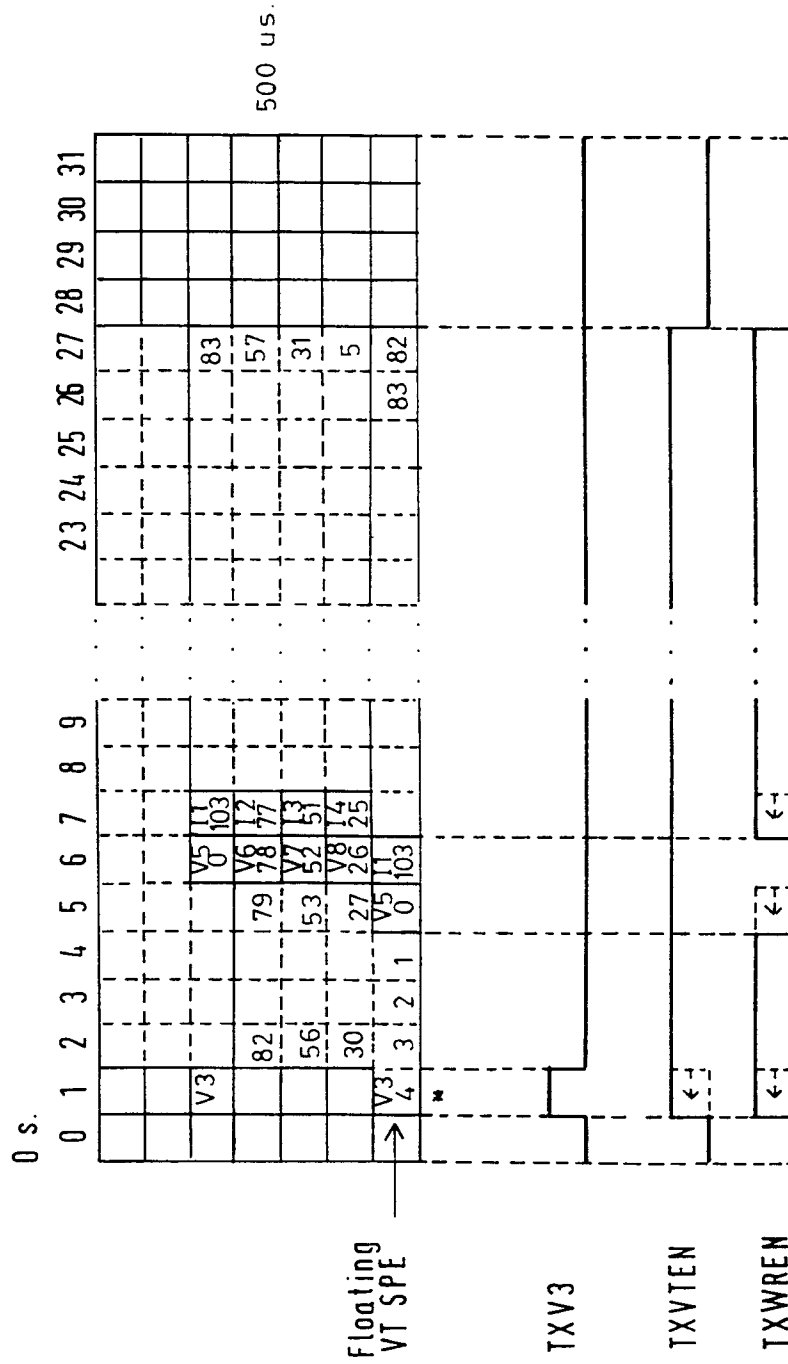 0 s.
0 1 2 3 4 5 6 7 8 9 23 24 25 26 27 28 29 30 31
V3 V5 I1
0 103 83
V6 I2
82 79 78 77 57
500 us.
V7 I3
56 53 52 51 31
V8 I4
30 27 26 25 5
Floating
VT SPE
V3 V5 I1
4 3 2 1 0 103 83 82
*
TXV3
TXVTEN
TXWREN